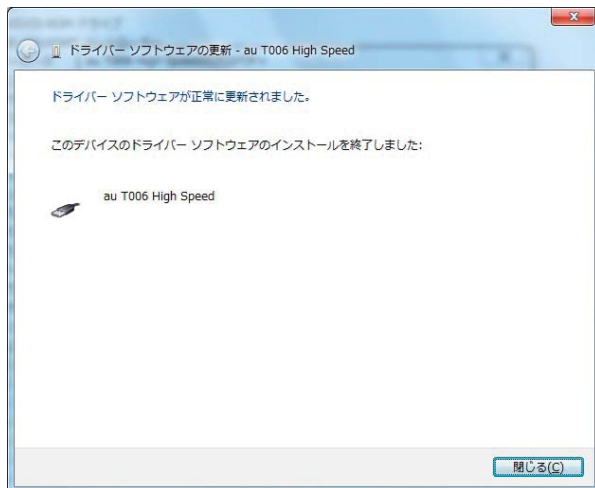 ドライバー ソフトウェアの更新 - au T006 High Speed
ドライバー ソフトウェアが正常に更新されました。
このデバイスのドライバー ソフトウェアのインストールを終了しました:
au T006 High Speed
閉じる(C)